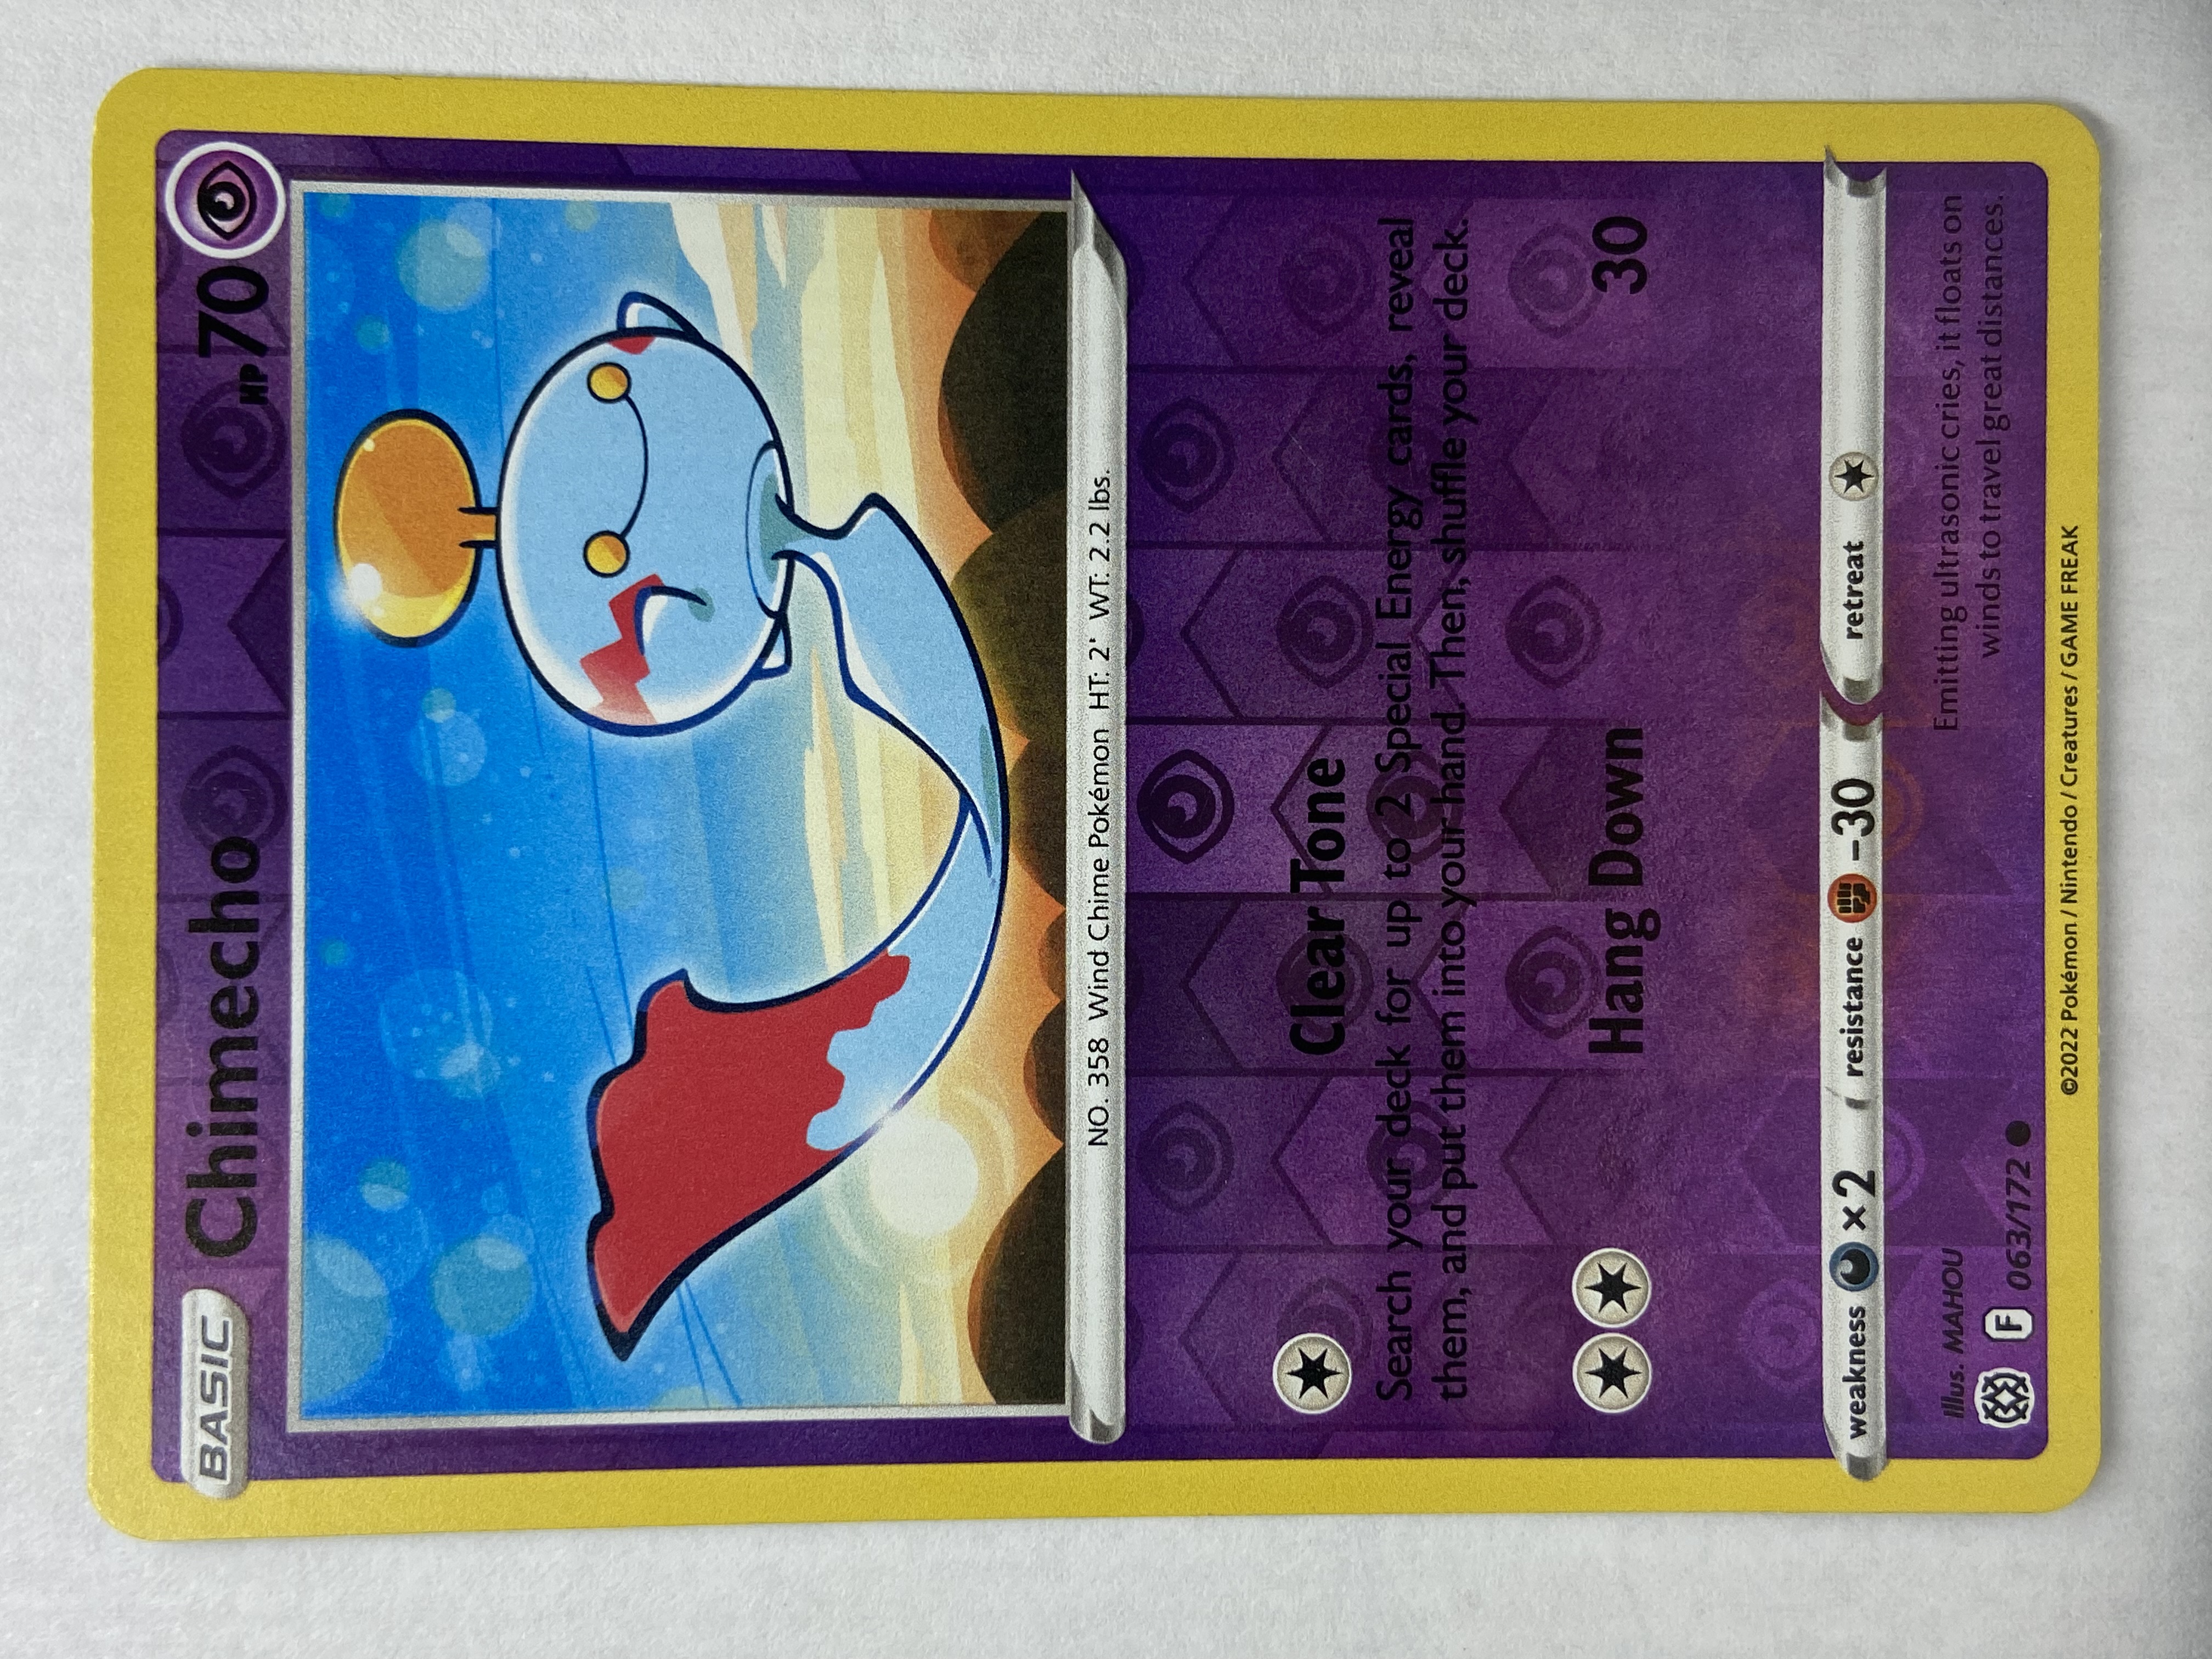 BASIC Chimecho HP 70
NO. 358 Wind Chime Pokémon HT: 2' WT: 2.2 lbs.
Clear Tone
Search your deck for up to 2 Special Energy cards, reveal
them, and put them into your hand. Then, shuffle your deck.
Hang Down 30
weakness ×2 resistance -30 retreat
Illus. MAHOU
Emitting ultrasonic cries, it floats on
winds to travel great distances.
F 063/172
©2022 Pokémon / Nintendo / Creatures / GAME FREAK